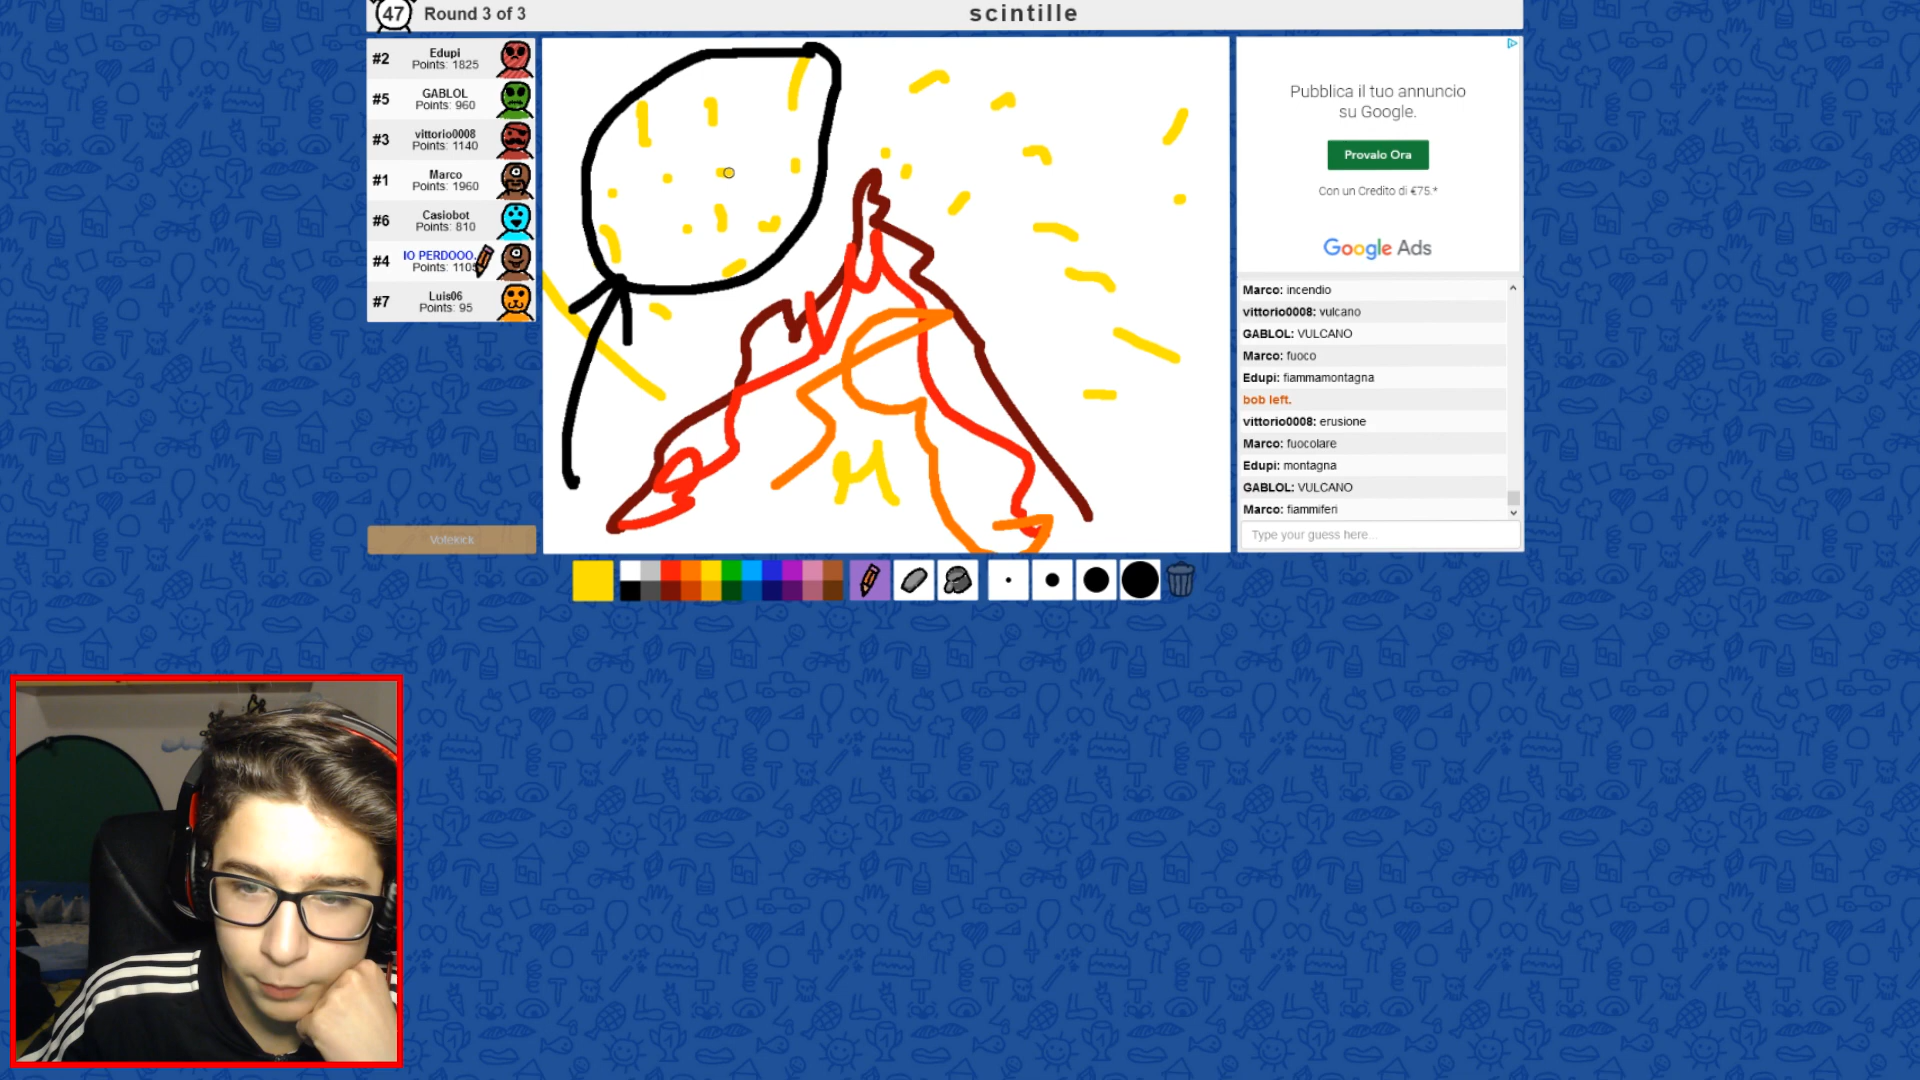 47 Round 3 of 3 scintille
#2 Edupi
Points: 1825
#5 GABLOL
Points: 960
#3 vittorio0008
Points: 1140
#1 Marco
Points: 1960
#6 Casiobot
Points: 810
#4 IO PERDOOO.
Points: 1105
#7 Luis06
Points: 95
Votekick
Pubblica il tuo annuncio
su Google.
Provalo Ora
Con un Credito di €75.*
Google Ads
Marco: incendio
vittorio0008: vulcano
GABLOL: VULCANO
Marco: fuoco
Edupi: fiammamontagna
bob left.
vittorio0008: erusione
Marco: fuocolare
Edupi: montagna
GABLOL: VULCANO
Marco: fiammiferi
Type your guess here...